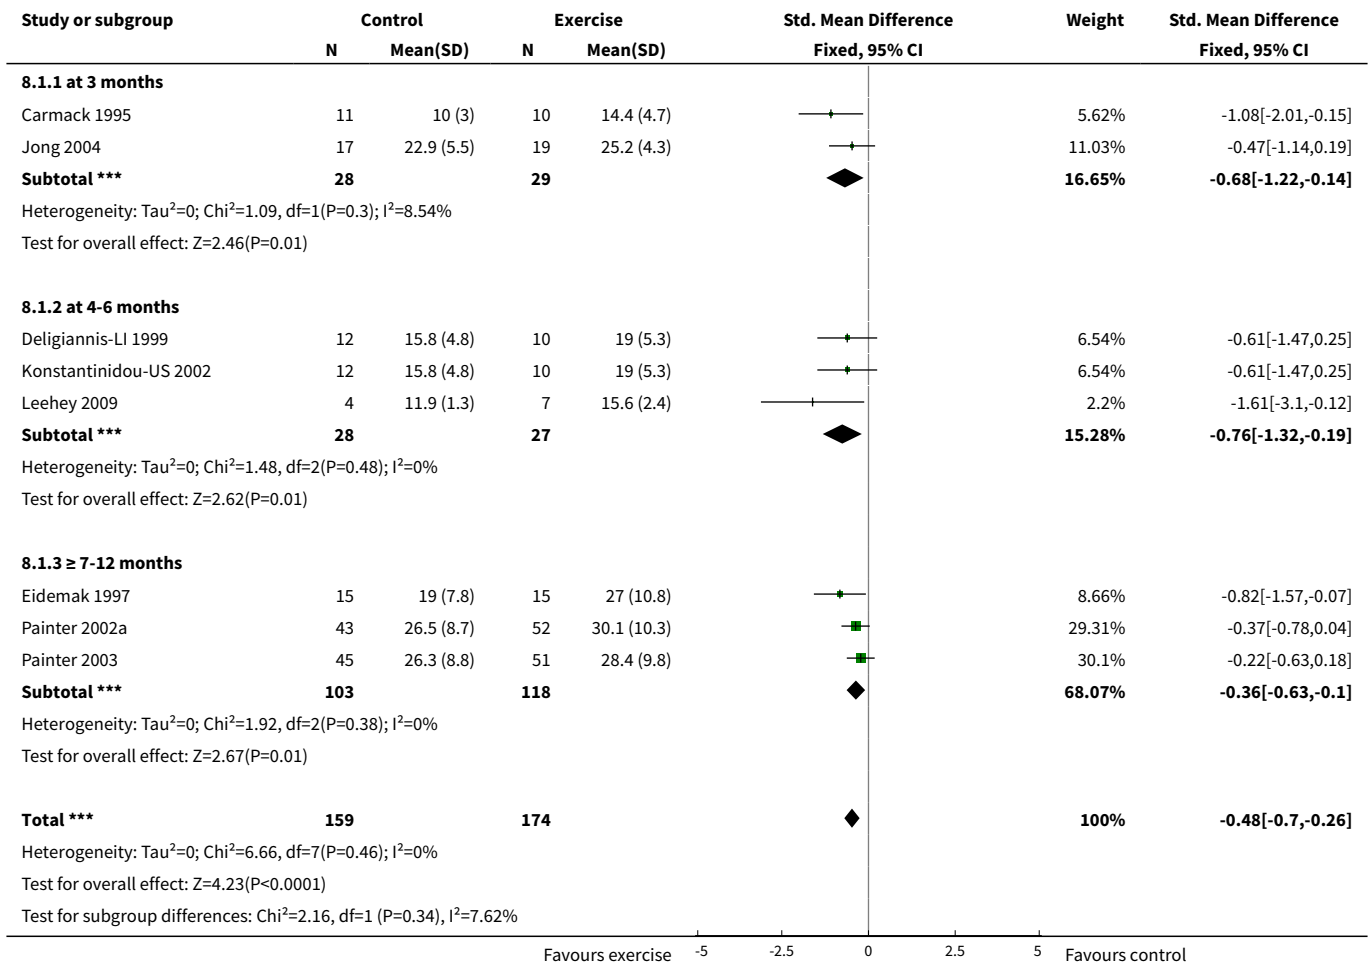 Study or subgroup Control Exercise Std. Mean Difference Weight Std. Mean Difference
N Mean(SD) N Mean(SD) Fixed, 95% CI Fixed, 95% CI
8.1.1 at 3 months
Carmack 1995 11 10 (3) 10 14.4 (4.7) 5.62% -1.08[-2.01,-0.15]
Jong 2004 17 22.9 (5.5) 19 25.2 (4.3) 11.03% -0.47[-1.14,0.19]
Subtotal *** 28 29 16.65% -0.68[-1.22,-0.14]
Heterogeneity: Tau²=0; Chi²=1.09, df=1(P=0.3); I²=8.54%
Test for overall effect: Z=2.46(P=0.01)
8.1.2 at 4-6 months
Deligiannis-LI 1999 12 15.8 (4.8) 10 19 (5.3) 6.54% -0.61[-1.47,0.25]
Konstantinidou-US 2002 12 15.8 (4.8) 10 19 (5.3) 6.54% -0.61[-1.47,0.25]
Leehey 2009 4 11.9 (1.3) 7 15.6 (2.4) 2.2% -1.61[-3.1,-0.12]
Subtotal *** 28 27 15.28% -0.76[-1.32,-0.19]
Heterogeneity: Tau²=0; Chi²=1.48, df=2(P=0.48); I²=0%
Test for overall effect: Z=2.62(P=0.01)
8.1.3 ≥ 7-12 months
Eidemak 1997 15 19 (7.8) 15 27 (10.8) 8.66% -0.82[-1.57,-0.07]
Painter 2002a 43 26.5 (8.7) 52 30.1 (10.3) 29.31% -0.37[-0.78,0.04]
Painter 2003 45 26.3 (8.8) 51 28.4 (9.8) 30.1% -0.22[-0.63,0.18]
Subtotal *** 103 118 68.07% -0.36[-0.63,-0.1]
Heterogeneity: Tau²=0; Chi²=1.92, df=2(P=0.38); I²=0%
Test for overall effect: Z=2.67(P=0.01)
Total *** 159 174 100% -0.48[-0.7,-0.26]
Heterogeneity: Tau²=0; Chi²=6.66, df=7(P=0.46); I²=0%
Test for overall effect: Z=4.23(P<0.0001)
Test for subgroup differences: Chi²=2.16, df=1 (P=0.34), I²=7.62%
Favours exercise -5 -2.5 0 2.5 5 Favours control